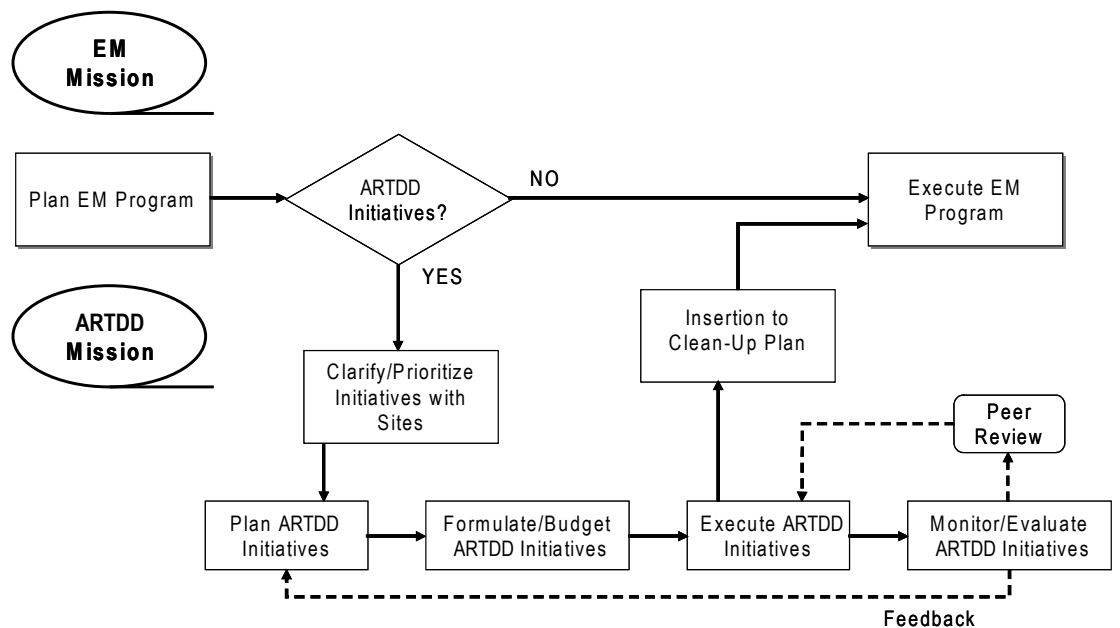 EM
Mission
Plan EM Program
ARTDD
Initiatives?
NO
Execute EM
Program
YES
ARTDD
Mission
Insertion to
Clean-Up Plan
Clarify/Prioritize
Initiatives with
Sites
Peer
Review
Plan ARTDD
Initiatives
Formulate/Budget
ARTDD Initiatives
Execute ARTDD
Initiatives
Monitor/Evaluate
ARTDD Initiatives
Feedback